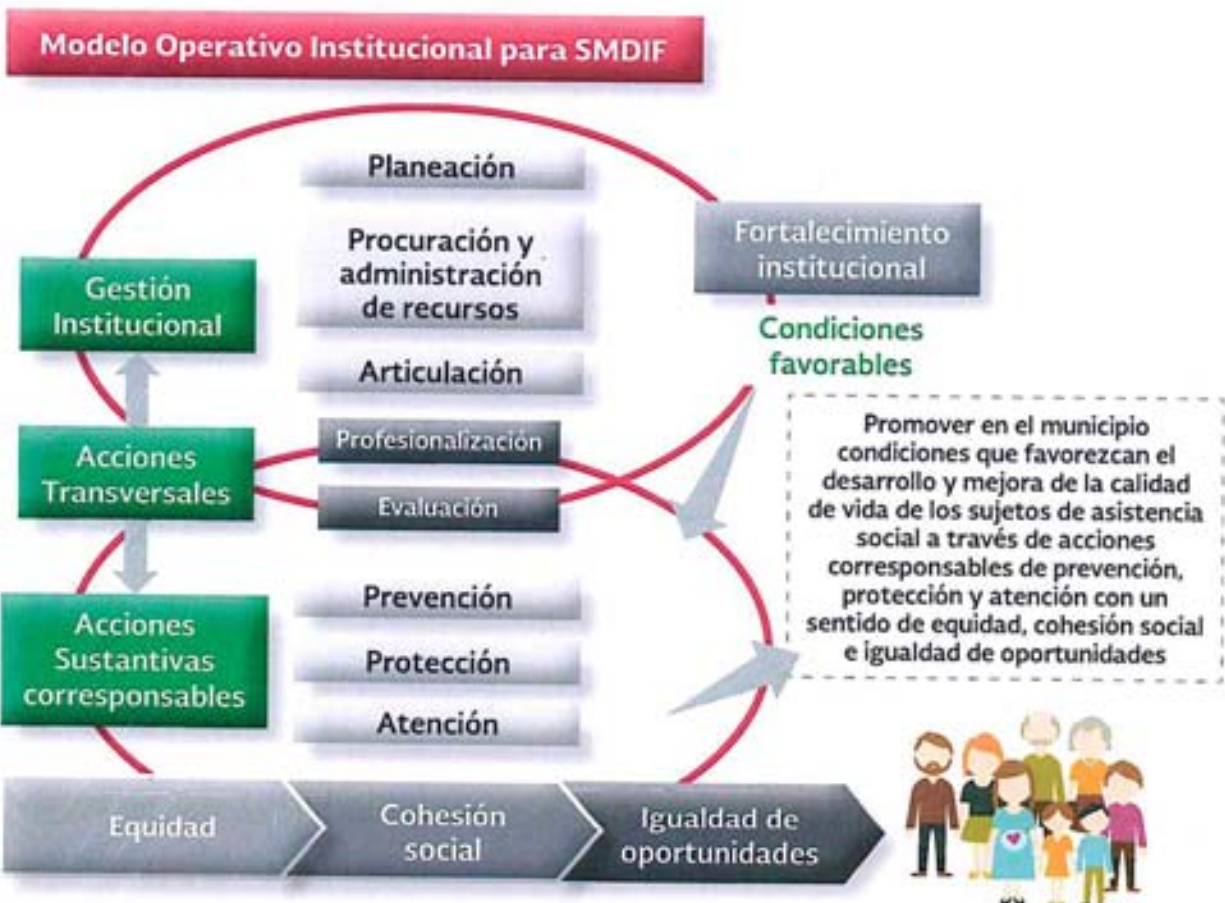 Modelo Operativo Institucional para SMDIF
Planeación
Procuración y
administración
de recursos
Articulación
Profesionalización
Evaluación
Prevención
Protección
Atención
Gestión
Institucional
Acciones
Transversales
Acciones
Sustantivas
corresponsables
Fortalecimiento
institucional
Condiciones
favorables
Promover en el municipio
condiciones que favorezcan el
desarrollo y mejora de la calidad
de vida de los sujetos de asistencia
social a través de acciones
corresponsables de prevención,
protección y atención con un
sentido de equidad, cohesión social
e igualdad de oportunidades
Equidad
Cohesión
social
Igualdad de
oportunidades